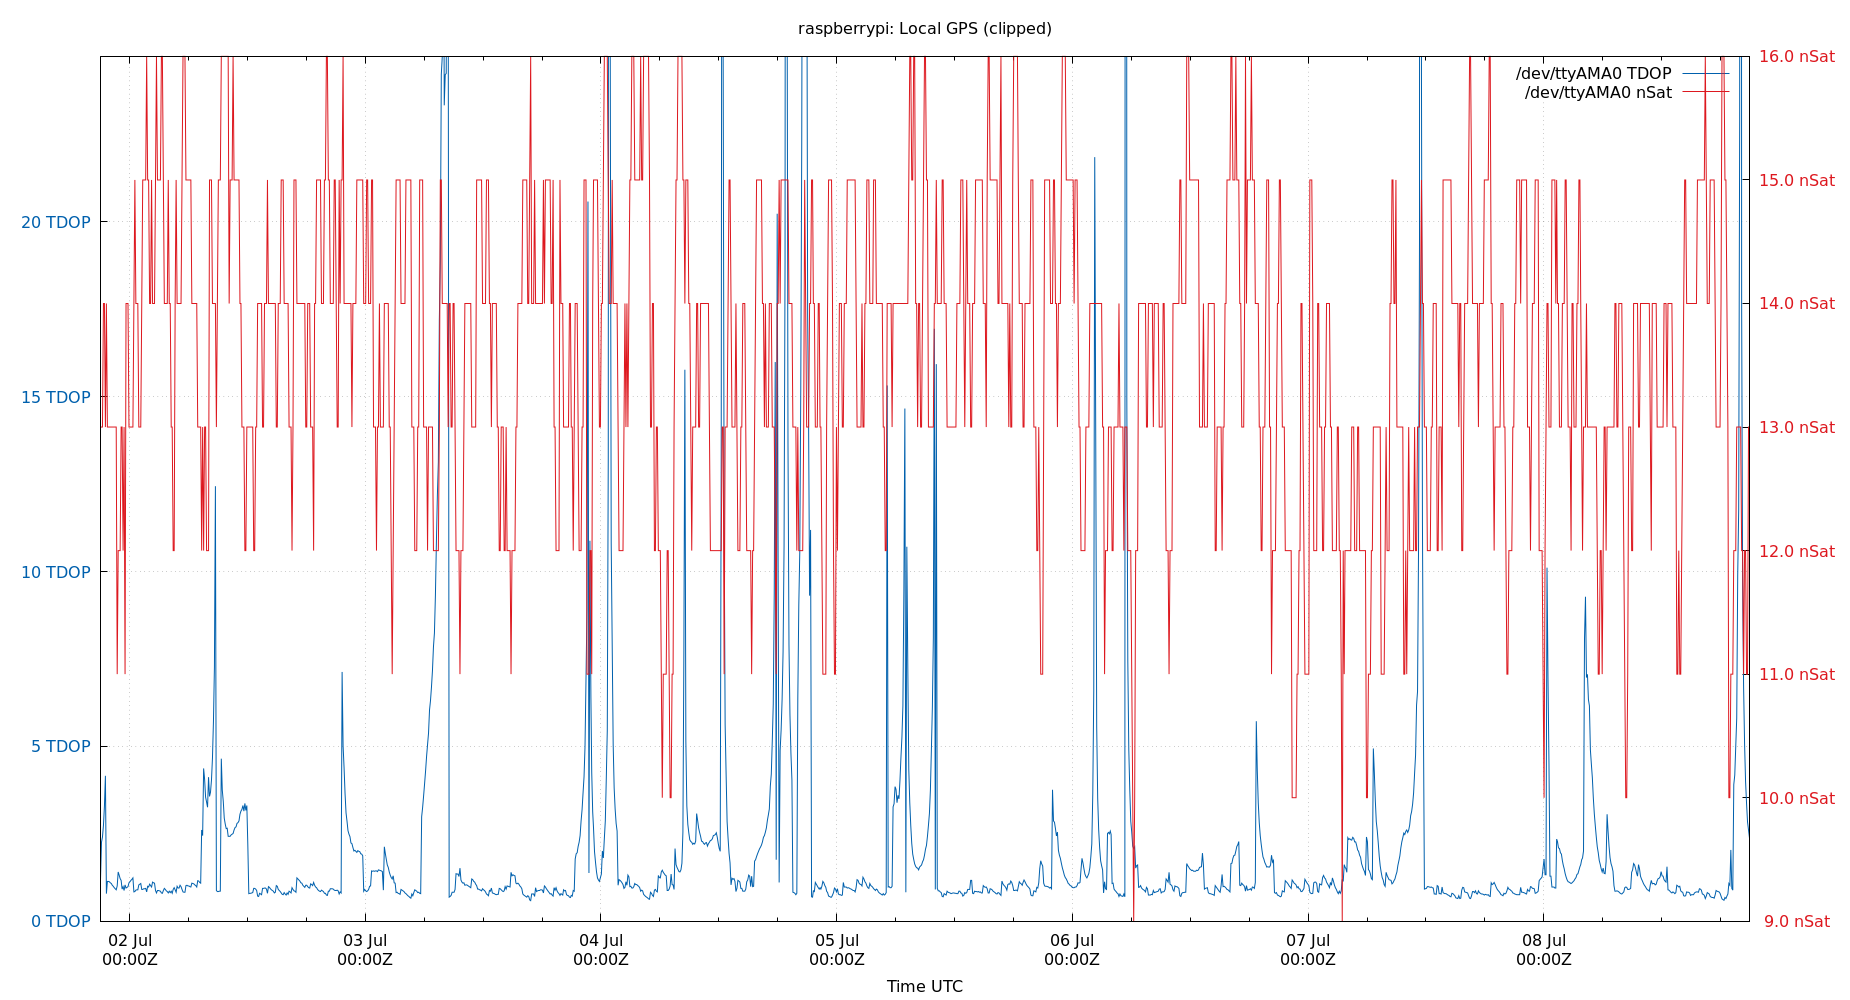 raspberrypi: Local GPS (clipped)
16.0 nSat
/dev/ttyAMA0 TDOP
/dev/ttyAMA0 nSat
15.0 nSat
20 TDOP
14.0 nSat
15 TDOP
13.0 nSat
12.0 nSat
10 TDOP
11.0 nSat
5 TDOP
10.0 nSat
0 TDOP
9.0 nSat
02 Jul 03 Jul 04 Jul 05 Jul 06 Jul 07 Jul 08 Jul
00:00Z 00:00Z 00:00Z 00:00Z 00:00Z 00:00Z 00:00Z
Time UTC